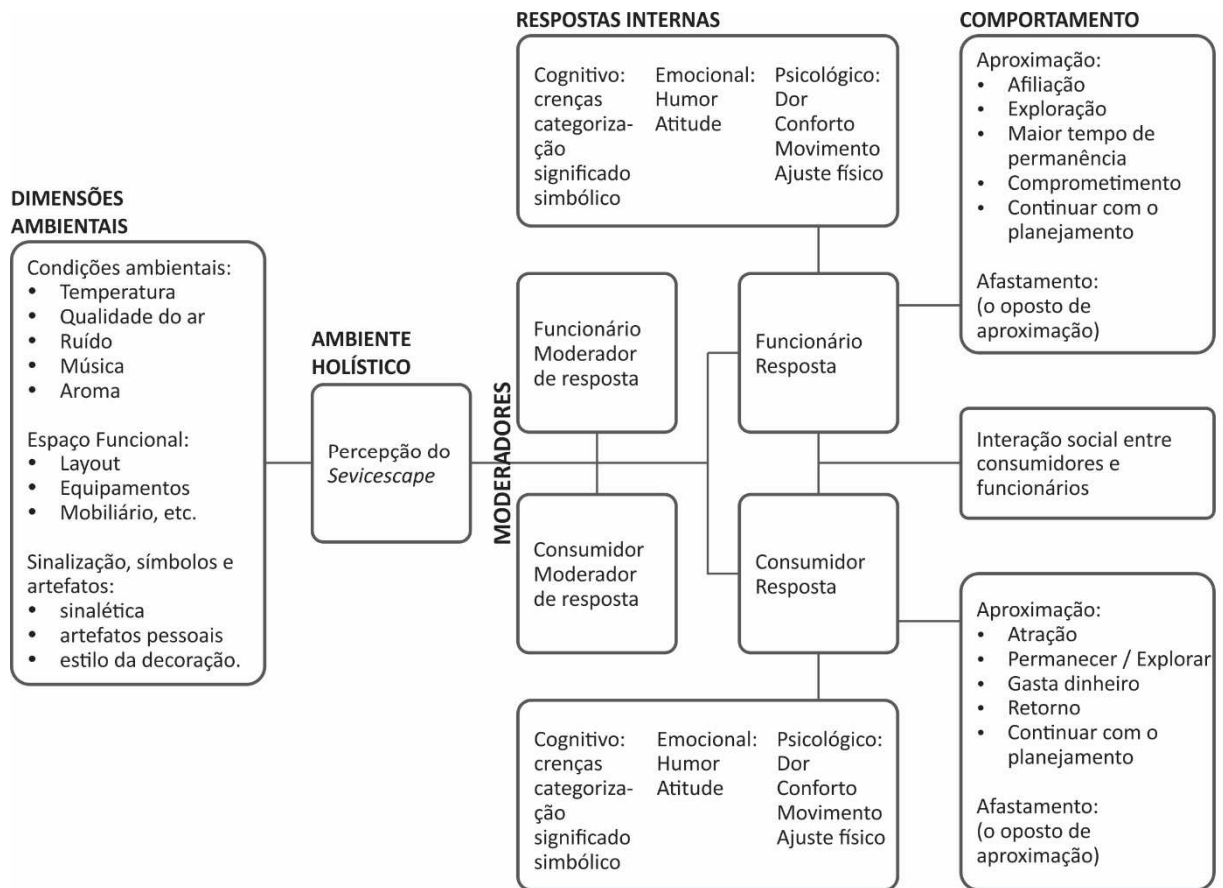 DIMENSÕES
AMBIENTAIS
Condições ambientais:
• Temperatura
• Qualidade do ar
• Ruído
• Música
• Aroma
Espaço Funcional:
• Layout
• Equipamentos
• Mobiliário, etc.
Sinalização, símbolos e
artefatos:
• sinalética
• artefatos pessoais
• estilo da decoração.
AMBIENTE
HOLÍSTICO
Percepção do
Sevicescape
MODERADORES
RESPOSTAS INTERNAS
Cognitivo:
crenças
categoriza-
ção
significado
simbólico
Emocional:
Humor
Atitude
Psicológico:
Dor
Conforto
Movimento
Ajuste físico
Funcionário
Moderador
de resposta
Funcionário
Resposta
Consumidor
Moderador
de resposta
Consumidor
Resposta
Cognitivo:
crenças
categoriza-
ção
significado
simbólico
Emocional:
Humor
Atitude
Psicológico:
Dor
Conforto
Movimento
Ajuste físico
COMPORTAMENTO
Aproximação:
• Afiliação
• Exploração
• Maior tempo de
permanência
• Comprometimento
• Continuar com o
planejamento
Afastamento:
(o oposto de
aproximação)
Interação social entre
consumidores e
funcionários
Aproximação:
• Atração
• Permanecer / Explorar
• Gasta dinheiro
• Retorno
• Continuar com o
planejamento
Afastamento:
(o oposto de
aproximação)